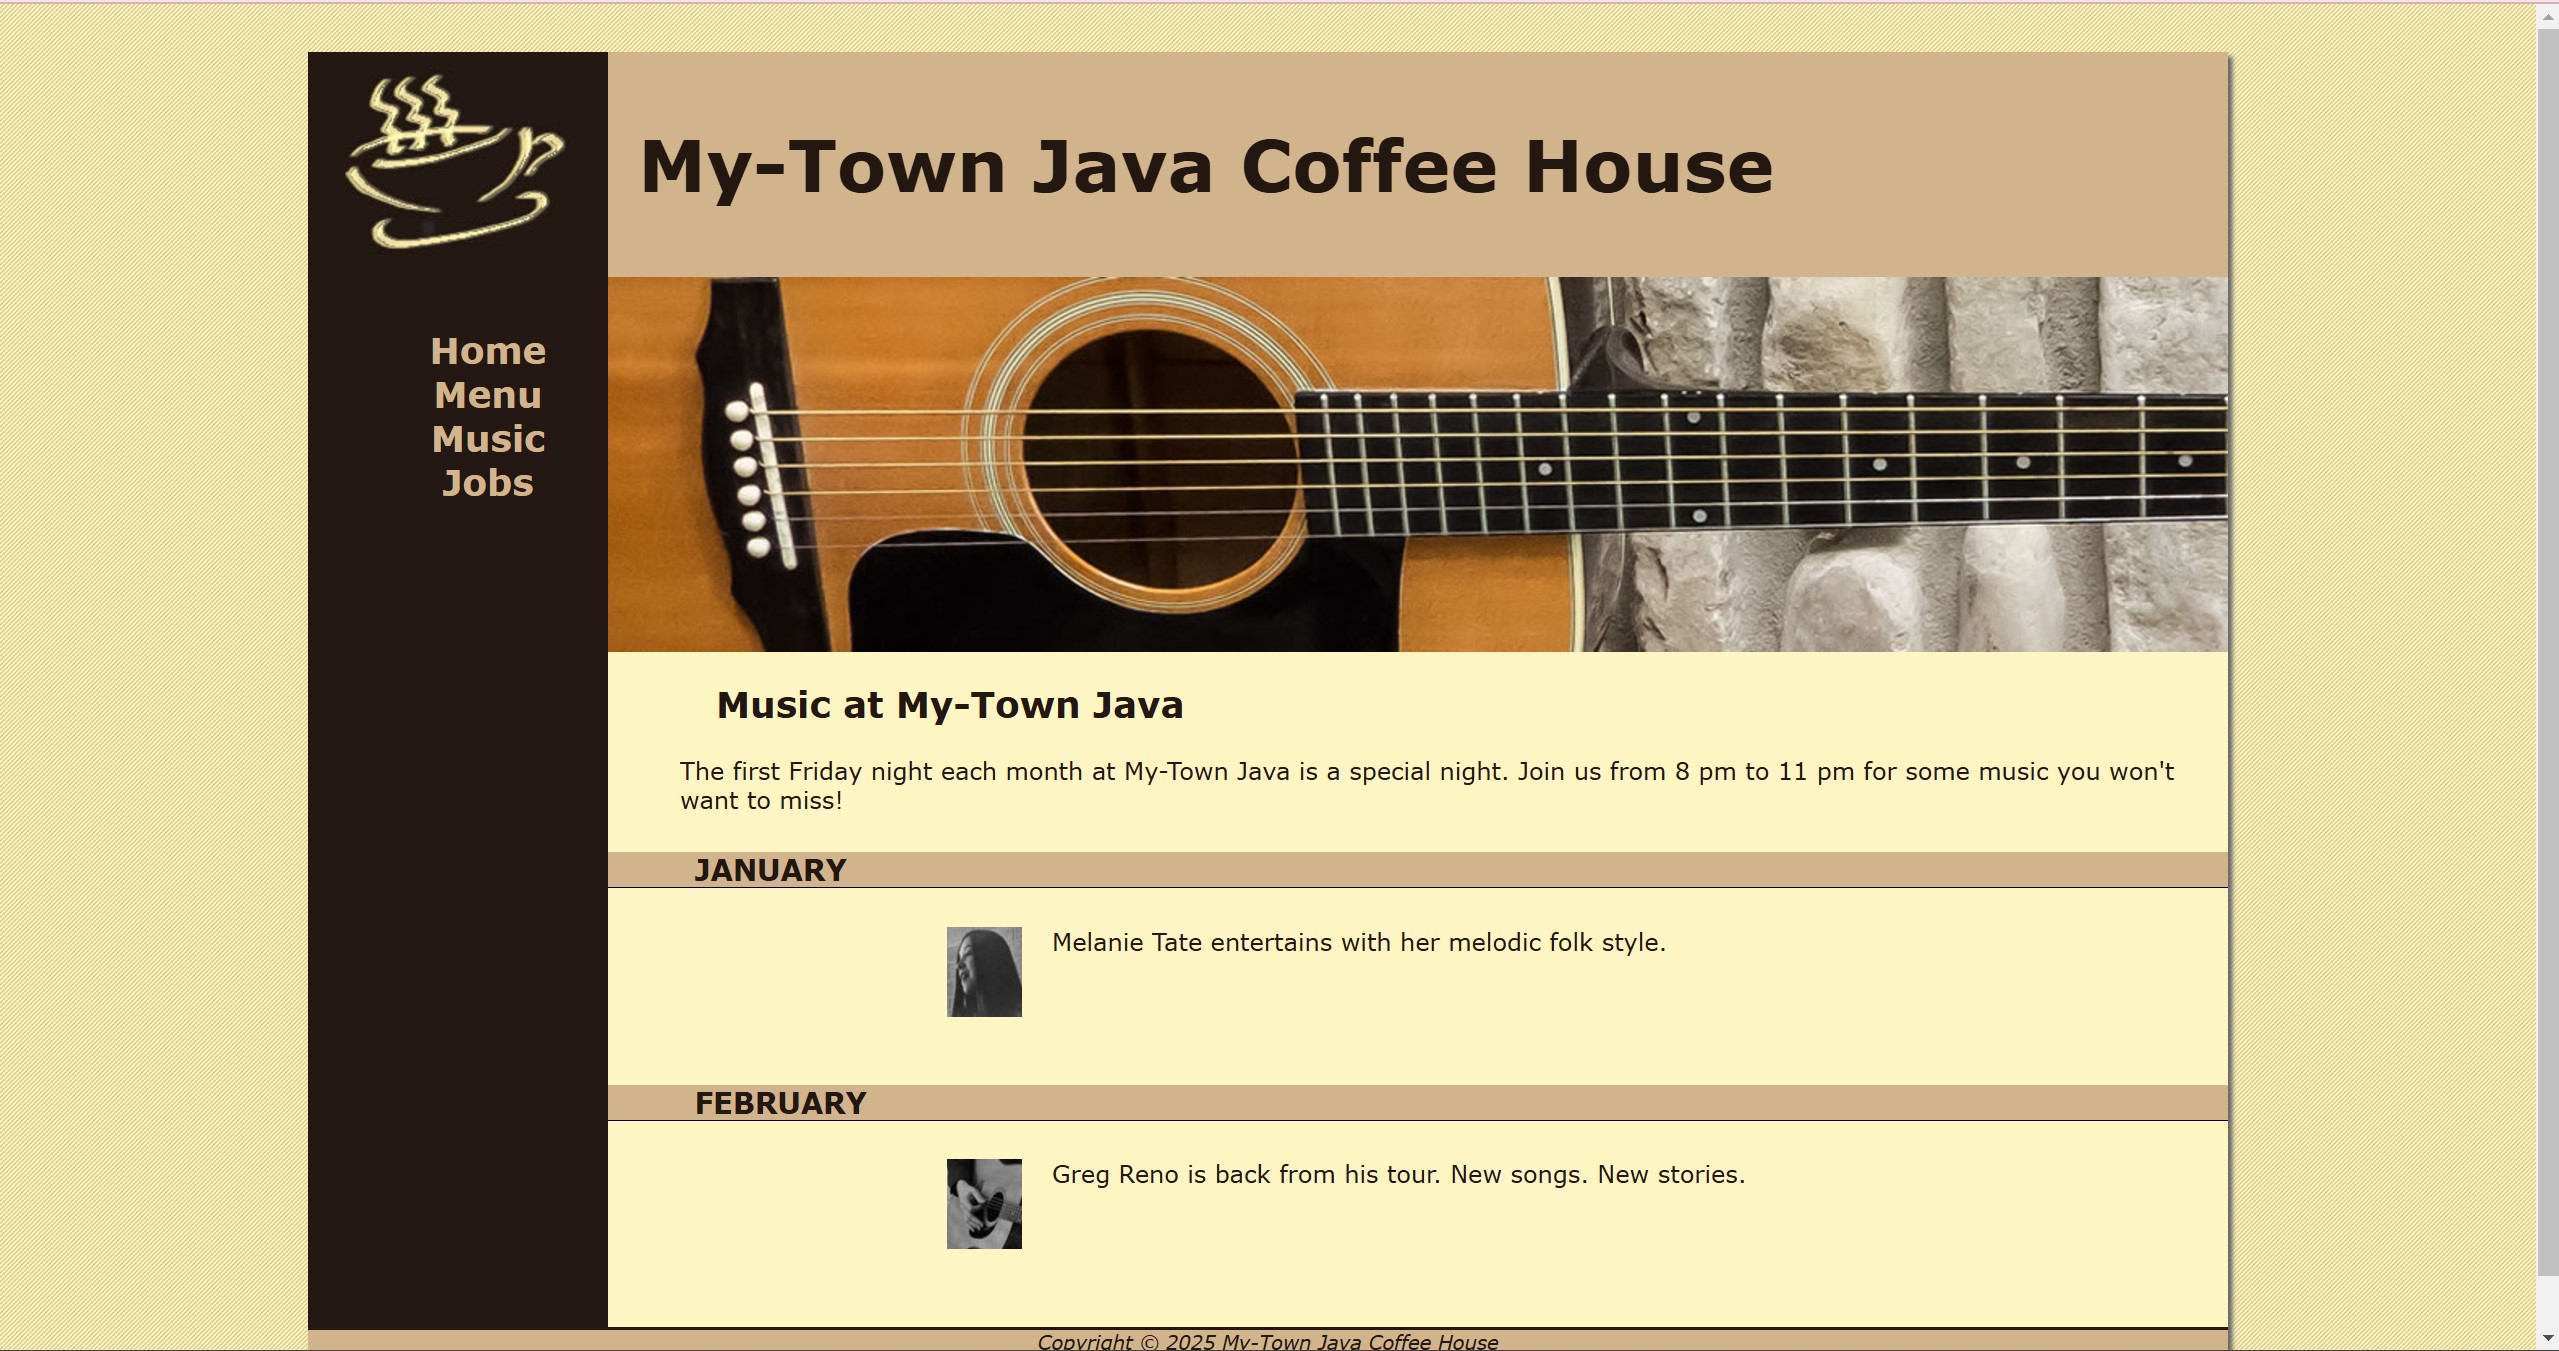 My-Town Java Coffee House
Home
Menu
Music
Jobs
Music at My-Town Java
The first Friday night each month at My-Town Java is a special night. Join us from 8 pm to 11 pm for some music you won't
want to miss!
JANUARY
Melanie Tate entertains with her melodic folk style.
FEBRUARY
Greg Reno is back from his tour. New songs. New stories.
Copyright © 2025 My-Town Java Coffee House